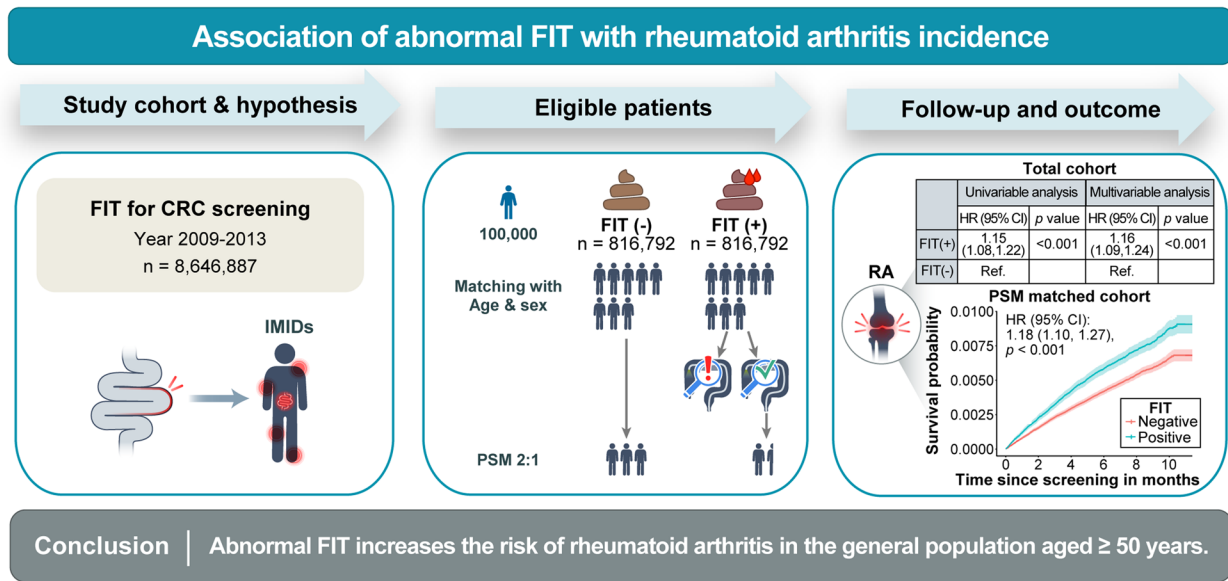 Association of abnormal FIT with rheumatoid arthritis incidence
Study cohort & hypothesis
FIT for CRC screening
Year 2009-2013
n = 8,646,887
IMIDs
Eligible patients
100,000
FIT (-)
n = 816,792
FIT (+)
n = 816,792
Matching with
Age & sex
PSM 2:1
Follow-up and outcome
Total cohort
Univariable analysis Multivariable analysis
HR (95% CI) p value HR (95% CI) p value
FIT(+) 1.15 (1.08,1.22) <0.001 1.16 (1.09,1.24) <0.001
FIT(-) Ref. Ref.
RA
PSM matched cohort
HR (95% CI):
1.18 (1.10, 1.27),
p < 0.001
Survival probability
0.0100
0.0075
0.0050
0.0025
0.0000
FIT
Negative
Positive
0 2 4 6 8 10
Time since screening in months
Conclusion | Abnormal FIT increases the risk of rheumatoid arthritis in the general population aged ≥ 50 years.